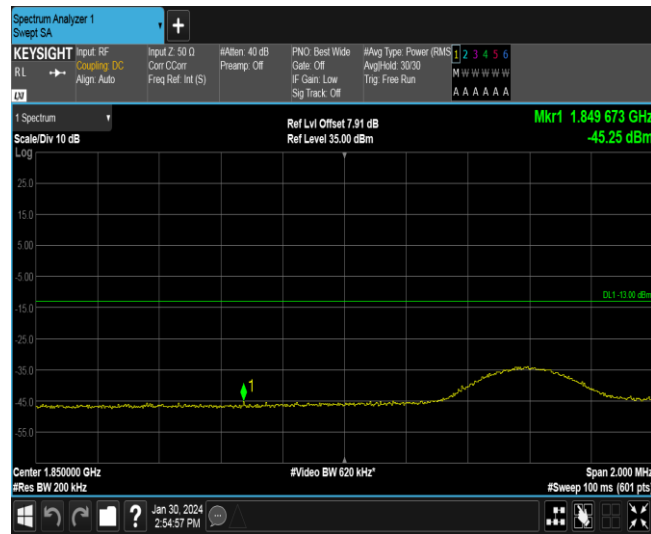 Spectrum Analyzer 1
Swept SA
+
KEYSIGHT
RL
LXI
Input: RF
Coupling: DC
Align: Auto
Input Z: 50 Ω
Corr CCorr
Freq Ref: Int (S)
#Atten: 40 dB
Preamp: Off
PNO: Best Wide
Gate: Off
IF Gain: Low
Sig Track: Off
#Avg Type: Power (RMS
Avg|Hold: 30/30
Trig: Free Run
1 2 3 4 5 6
M W W W W W
A A A A A A
1 Spectrum
Scale/Div 10 dB
Log
Ref Lvl Offset 7.91 dB
Ref Level 35.00 dBm
Mkr1 1.849 673 GHz
-45.25 dBm
25.0
15.0
5.00
-5.00
-15.0
-25.0
-35.0
-45.0
-55.0
DL1 -13.00 dBm
1
Center 1.850000 GHz
#Res BW 200 kHz
#Video BW 620 kHz*
Span 2.000 MHz
#Sweep 100 ms (601 pts
?
Jan 30, 2024
2:54:57 PM